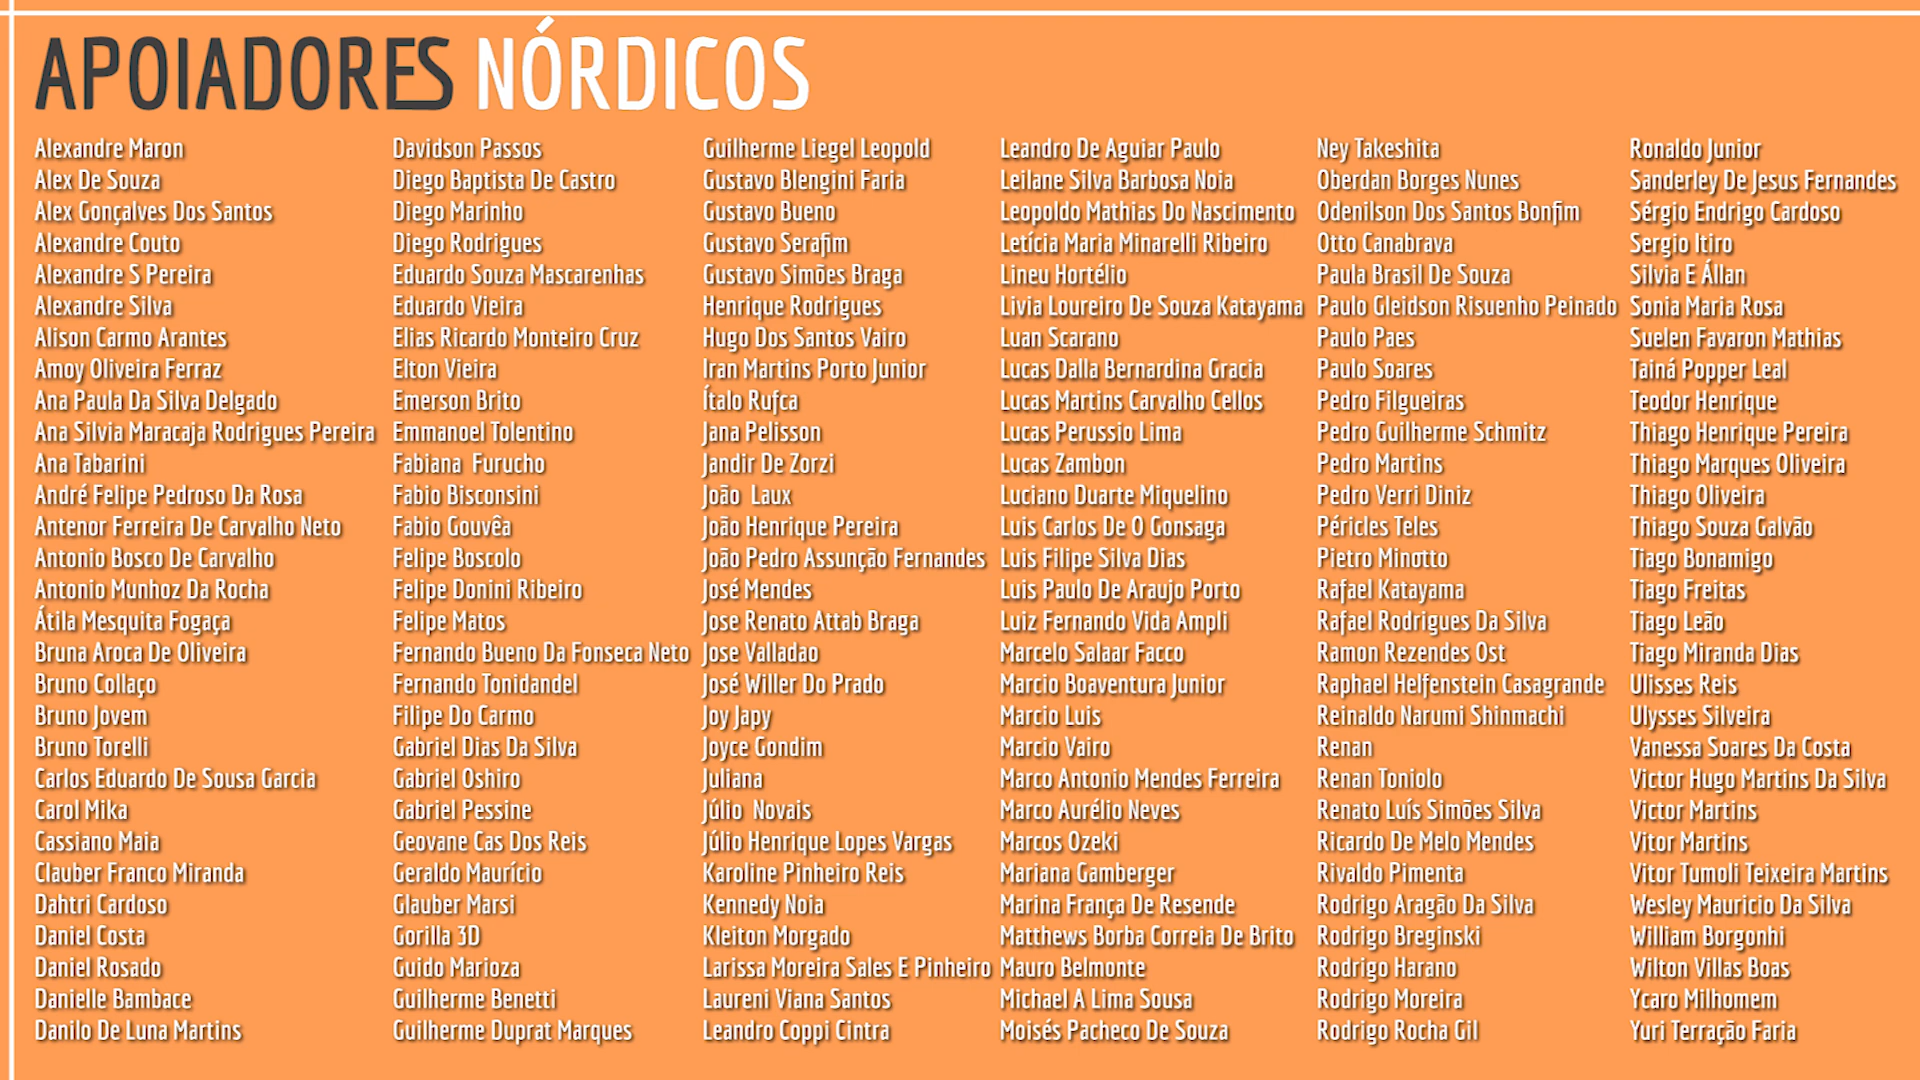 APOIADORES NÓRDICOS
Alexandre Maron
Alex De Souza
Alex Gonçalves Dos Santos
Alexandre Couto
Alexandre S Pereira
Alexandre Silva
Alison Carmo Arantes
Amoy Oliveira Ferraz
Ana Paula Da Silva Delgado
Ana Silvia Maracaja Rodrigues Pereira
Ana Tabarini
André Felipe Pedroso Da Rosa
Antenor Ferreira De Carvalho Neto
Antonio Bosco De Carvalho
Antonio Munhoz Da Rocha
Átila Mesquita Fogaça
Bruna Aroca De Oliveira
Bruno Collaço
Bruno Jovem
Bruno Torelli
Carlos Eduardo De Sousa Garcia
Carol Mika
Cassiano Maia
Clauber Franco Miranda
Dahtri Cardoso
Daniel Costa
Daniel Rosado
Danielle Bambace
Danilo De Luna Martins
Davidson Passos
Diego Baptista De Castro
Diego Marinho
Diego Rodrigues
Eduardo Souza Mascarenhas
Eduardo Vieira
Elias Ricardo Monteiro Cruz
Elton Vieira
Emerson Brito
Emmanoel Tolentino
Fabiana Furucho
Fabio Bisconsini
Fabio Gouvêa
Felipe Boscolo
Felipe Donini Ribeiro
Felipe Matos
Fernando Bueno Da Fonseca Neto
Fernando Tonidandel
Filipe Do Carmo
Gabriel Dias Da Silva
Gabriel Oshiro
Gabriel Pessine
Geovane Cas Dos Reis
Geraldo Maurício
Glauber Marsi
Gorilla 3D
Guido Marioza
Guilherme Benetti
Guilherme Duprat Marques
Guilherme Liegel Leopold
Gustavo Blengini Faria
Gustavo Bueno
Gustavo Serafim
Gustavo Simões Braga
Henrique Rodrigues
Hugo Dos Santos Vairo
Iran Martins Porto Junior
Ítalo Rufca
Jana Pelisson
Jandir De Zorzi
João Laux
João Henrique Pereira
João Pedro Assunção Fernandes
José Mendes
Jose Renato Attab Braga
Jose Valladao
José Willer Do Prado
Joy Japy
Joyce Gondim
Juliana
Júlio Novais
Júlio Henrique Lopes Vargas
Karoline Pinheiro Reis
Kennedy Noia
Kleiton Morgado
Larissa Moreira Sales E Pinheiro
Laureni Viana Santos
Leandro Coppi Cintra
Leandro De Aguiar Paulo
Leilane Silva Barbosa Noia
Leopoldo Mathias Do Nascimento
Letícia Maria Minarelli Ribeiro
Lineu Hortélio
Livia Loureiro De Souza Katayama
Luan Scarano
Lucas Dalla Bernardina Gracia
Lucas Martins Carvalho Cellos
Lucas Perussio Lima
Lucas Zambon
Luciano Duarte Miquelino
Luis Carlos De O Gonsaga
Luis Filipe Silva Dias
Luis Paulo De Araujo Porto
Luiz Fernando Vida Ampli
Marcelo Salaar Facco
Marcio Boaventura Junior
Marcio Luis
Marcio Vairo
Marco Antonio Mendes Ferreira
Marco Aurélio Neves
Marcos Ozeki
Mariana Gamberger
Marina França De Resende
Matthews Borba Correia De Brito
Mauro Belmonte
Michael A Lima Sousa
Moisés Pacheco De Souza
Ney Takeshita
Oberdan Borges Nunes
Odenilson Dos Santos Bonfim
Otto Canabrava
Paula Brasil De Souza
Paulo Gleidson Risuenho Peinado
Paulo Paes
Paulo Soares
Pedro Filgueiras
Pedro Guilherme Schmitz
Pedro Martins
Pedro Verri Diniz
Péricles Teles
Pietro Minotto
Rafael Katayama
Rafael Rodrigues Da Silva
Ramon Rezendes Ost
Raphael Helfenstein Casagrande
Reinaldo Narumi Shinmachi
Renan
Renan Toniolo
Renato Luís Simões Silva
Ricardo De Melo Mendes
Rivaldo Pimenta
Rodrigo Aragão Da Silva
Rodrigo Breginski
Rodrigo Harano
Rodrigo Moreira
Rodrigo Rocha Gil
Ronaldo Junior
Sanderley De Jesus Fernandes
Sérgio Endrigo Cardoso
Sergio Itiro
Silvia E Állan
Sonia Maria Rosa
Suelen Favaron Mathias
Tainá Popper Leal
Teodor Henrique
Thiago Henrique Pereira
Thiago Marques Oliveira
Thiago Oliveira
Thiago Souza Galvão
Tiago Bonamigo
Tiago Freitas
Tiago Leão
Tiago Miranda Dias
Ulisses Reis
Ulysses Silveira
Vanessa Soares Da Costa
Victor Hugo Martins Da Silva
Victor Martins
Vitor Martins
Vitor Tumoli Teixeira Martins
Wesley Mauricio Da Silva
William Borgonhi
Wilton Villas Boas
Ycaro Milhomem
Yuri Terração Faria